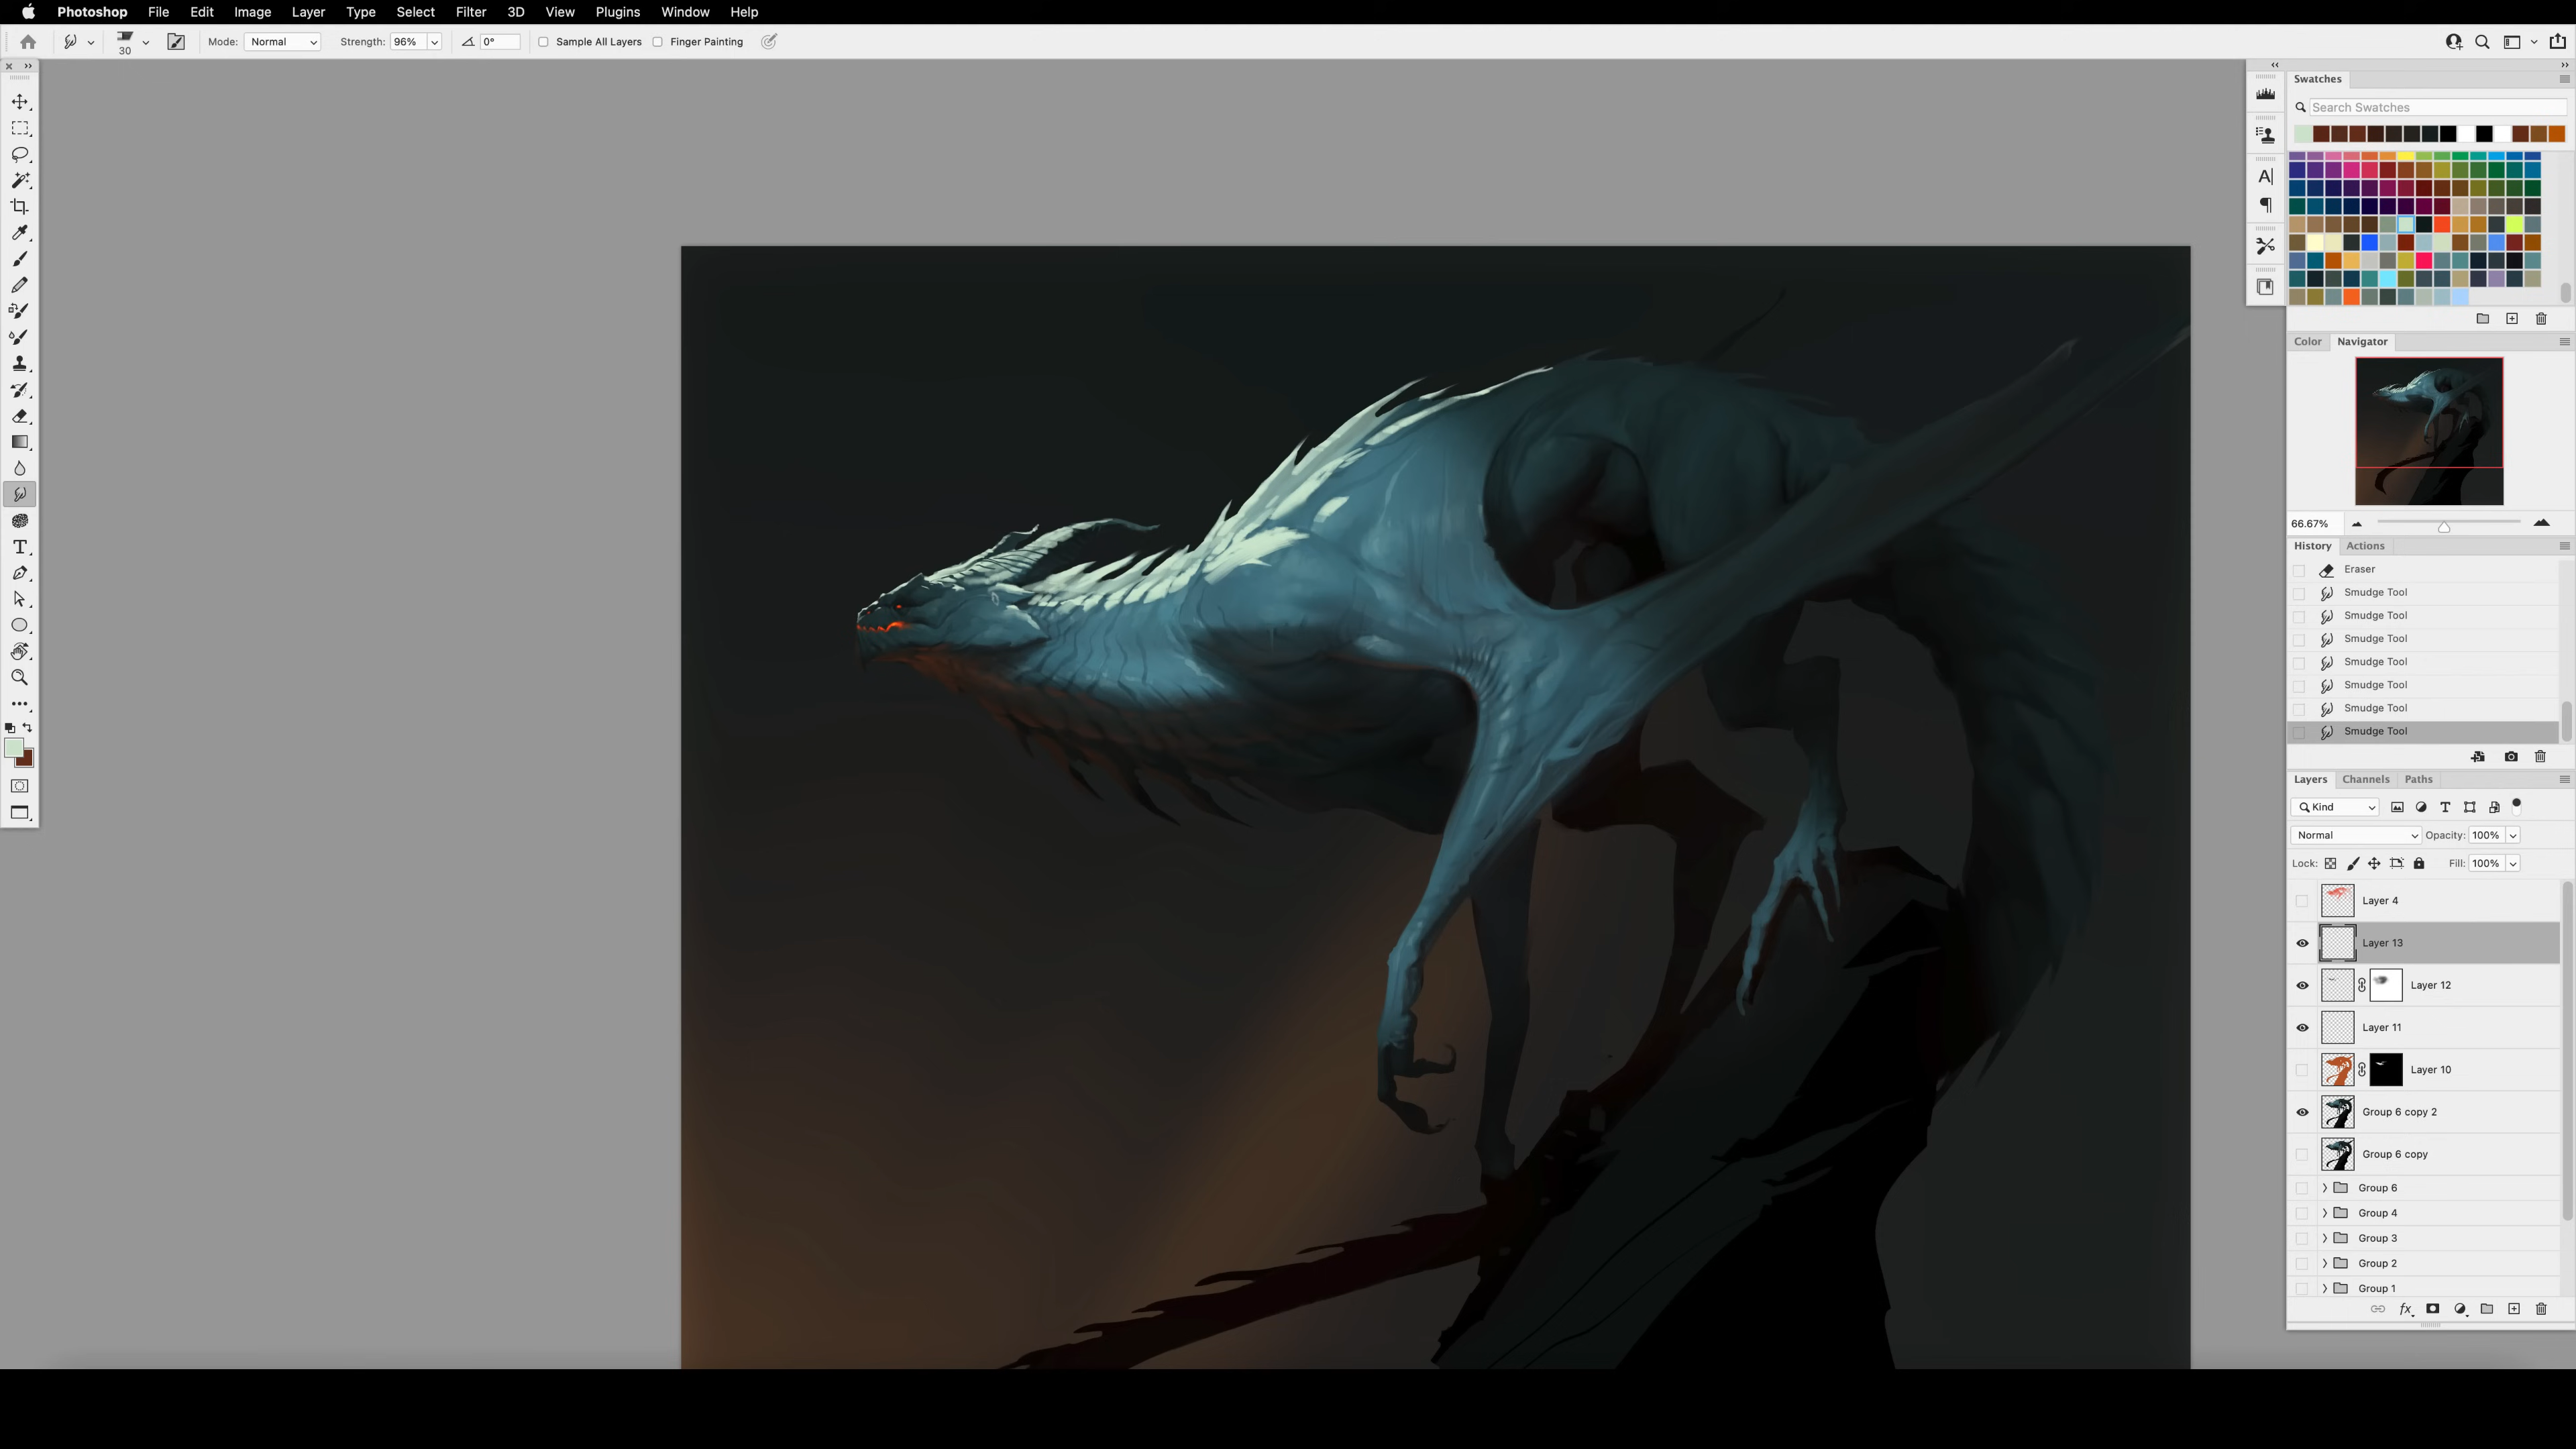 Photoshop File Edit Image Layer Type Select Filter 3D View Plugins Window Help
30 Mode: Normal Strength: 96% 0° Sample All Layers Finger Painting
Swatches
Search Swatches
Color Navigator
66.67%
History Actions
Eraser
Smudge Tool
Smudge Tool
Smudge Tool
Smudge Tool
Smudge Tool
Smudge Tool
Smudge Tool
Layers Channels Paths
Kind
Normal Opacity: 100%
Lock: Fill: 100%
Layer 4
Layer 13
Layer 12
Layer 11
Layer 10
Group 6 copy 2
Group 6 copy
Group 6
Group 4
Group 3
Group 2
Group 1
fx